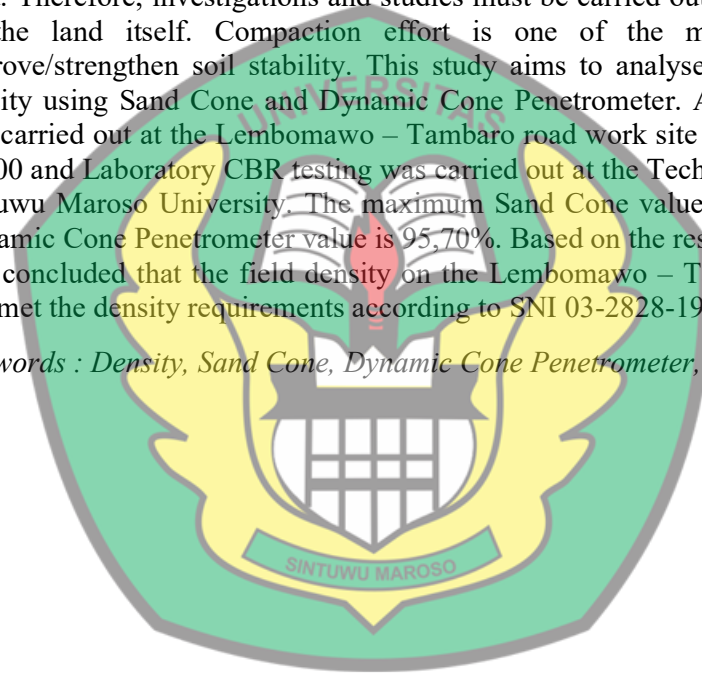 . Therefore, investigations and studies must be carried out
the land itself. Compaction effort is one of the m
rove/strengthen soil stability. This study aims to analyse
ity using Sand Cone and Dynamic Cone Penetrometer. A
carried out at the Lembomawo – Tambaro road work site
00 and Laboratory CBR testing was carried out at the Tech
uwu Maroso University. The maximum Sand Cone value
amic Cone Penetrometer value is 95,70%. Based on the res
concluded that the field density on the Lembomawo – T
met the density requirements according to SNI 03-2828-19
words : Density, Sand Cone, Dynamic Cone Penetrometer,
UNIVERSITAS
SINTUWU MAROSO